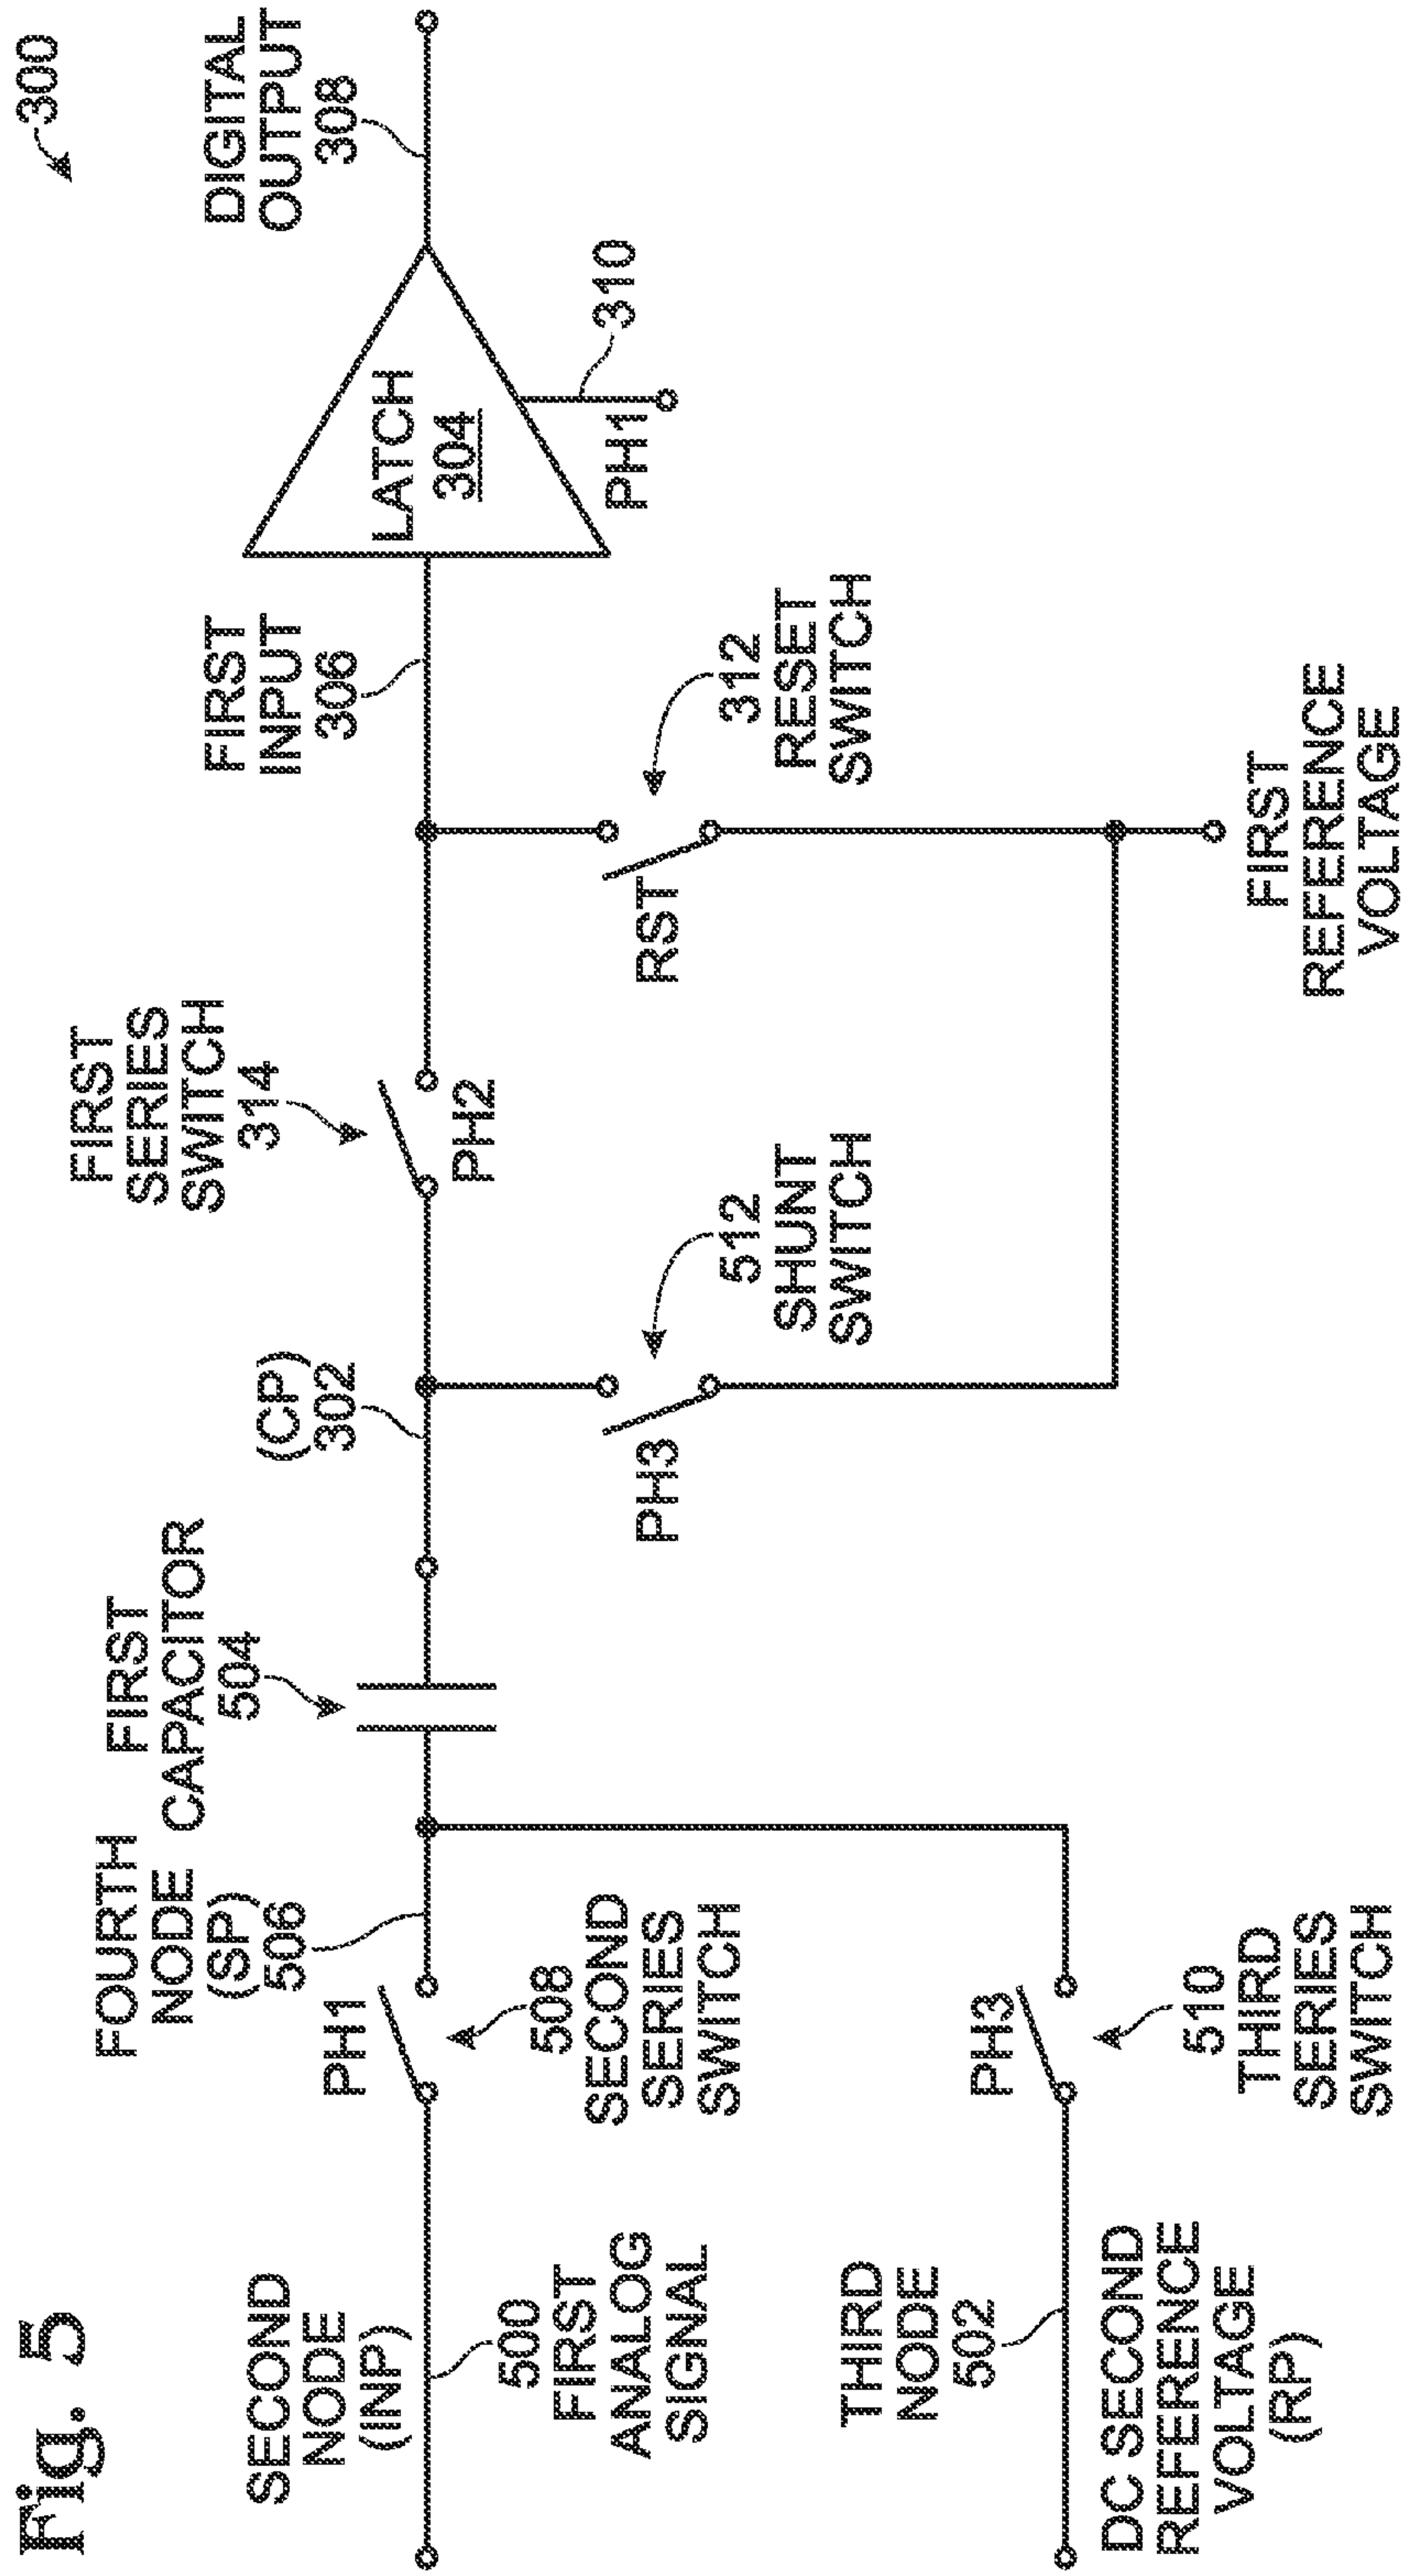 Fig. 5
300
SECOND
NODE
(INP)
500
FIRST
ANALOG
SIGNAL
THIRD
NODE
502
DC SECOND
REFERENCE
VOLTAGE
(RP)
FOURTH
NODE
(SP)
506
PH1
508
SECOND
SERIES
SWITCH
PH3
510
THIRD
SERIES
SWITCH
FIRST
CAPACITOR
504
(CP)
302
PH3
512
SHUNT
SWITCH
FIRST
SERIES
SWITCH
314
PH2
RST
312
RESET
SWITCH
FIRST
REFERENCE
VOLTAGE
FIRST
INPUT
306
LATCH
304
PH1
310
DIGITAL
OUTPUT
308